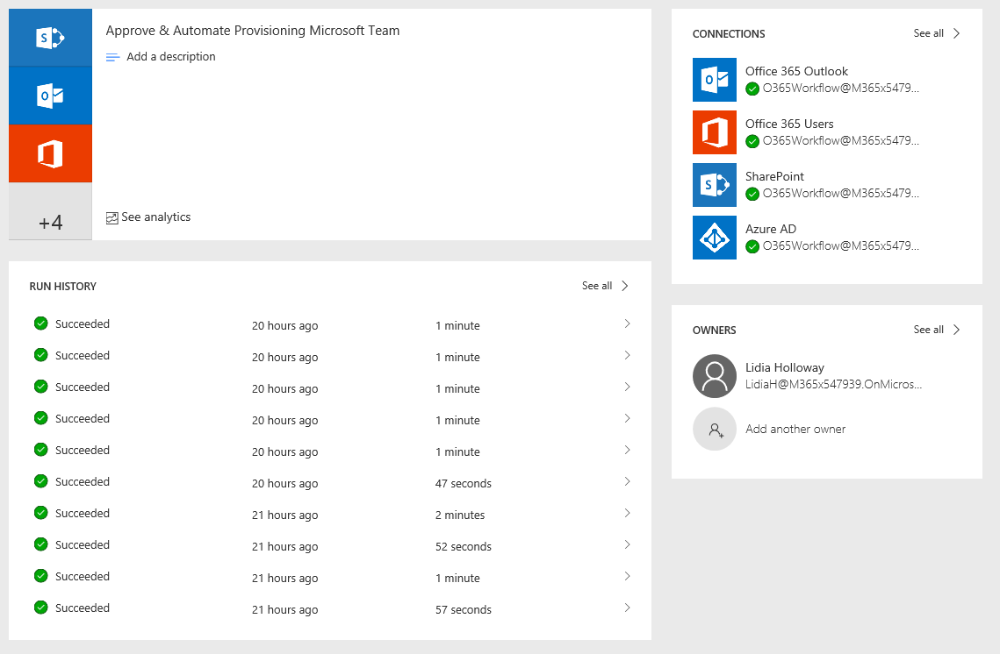 Approve & Automate Provisioning Microsoft Team
Add a description
+4
See analytics
RUN HISTORY
See all
Succeeded 20 hours ago 1 minute
Succeeded 20 hours ago 1 minute
Succeeded 20 hours ago 1 minute
Succeeded 20 hours ago 1 minute
Succeeded 20 hours ago 1 minute
Succeeded 20 hours ago 47 seconds
Succeeded 21 hours ago 2 minutes
Succeeded 21 hours ago 52 seconds
Succeeded 21 hours ago 1 minute
Succeeded 21 hours ago 57 seconds
CONNECTIONS
See all
Office 365 Outlook
O365Workflow@M365x5479...
Office 365 Users
O365Workflow@M365x5479...
SharePoint
O365Workflow@M365x5479...
Azure AD
O365Workflow@M365x5479...
OWNERS
See all
Lidia Holloway
LidiaH@M365x547939.OnMicros...
Add another owner